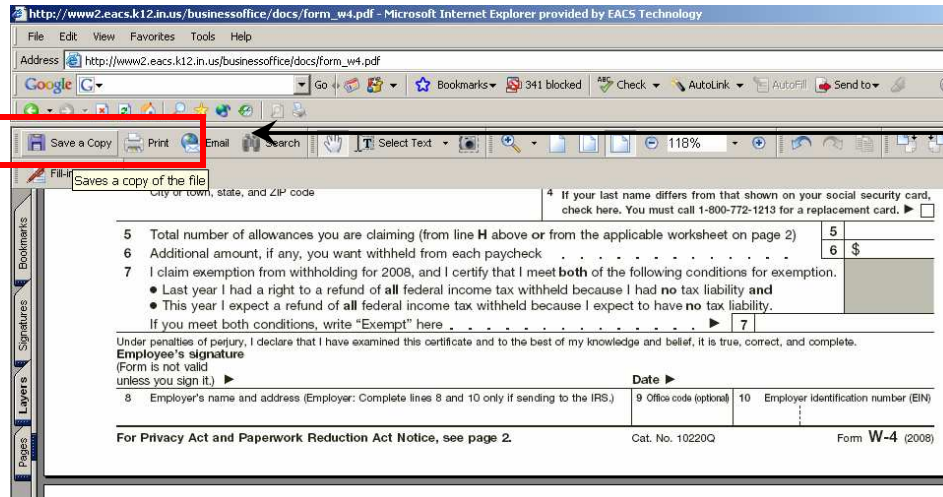 http://www2.eacs.k12.in.us/businessoffice/docs/form_w4.pdf - Microsoft Internet Explorer provided by EACS Technology
File Edit View Favorites Tools Help
Address http://www2.eacs.k12.in.us/businessoffice/docs/form_w4.pdf
Google G Go Bookmarks 341 blocked ABC Check AutoLink AutoFill Send to
Save a Copy Print Email Search Select Text 118%
Fill-in
Saves a copy of the file
City or town, state, and ZIP code
4 If your last name differs from that shown on your social security card,
check here. You must call 1-800-772-1213 for a replacement card. ▶
5 Total number of allowances you are claiming (from line H above or from the applicable worksheet on page 2) 5
6 Additional amount, if any, you want withheld from each paycheck . . . . . . . . . . . . 6 $
7 I claim exemption from withholding for 2008, and I certify that I meet both of the following conditions for exemption.
● Last year I had a right to a refund of all federal income tax withheld because I had no tax liability and
● This year I expect a refund of all federal income tax withheld because I expect to have no tax liability.
If you meet both conditions, write “Exempt” here . . . . . . . . . . . . ▶ 7
Under penalties of perjury, I declare that I have examined this certificate and to the best of my knowledge and belief, it is true, correct, and complete.
Employee's signature
(Form is not valid
unless you sign it.) ▶ Date ▶
8 Employer's name and address (Employer: Complete lines 8 and 10 only if sending to the IRS.) 9 Office code (optional) 10 Employer identification number (EIN)
For Privacy Act and Paperwork Reduction Act Notice, see page 2. Cat. No. 10220Q Form W-4 (2008)
Bookmarks
Signatures
Layers
Pages